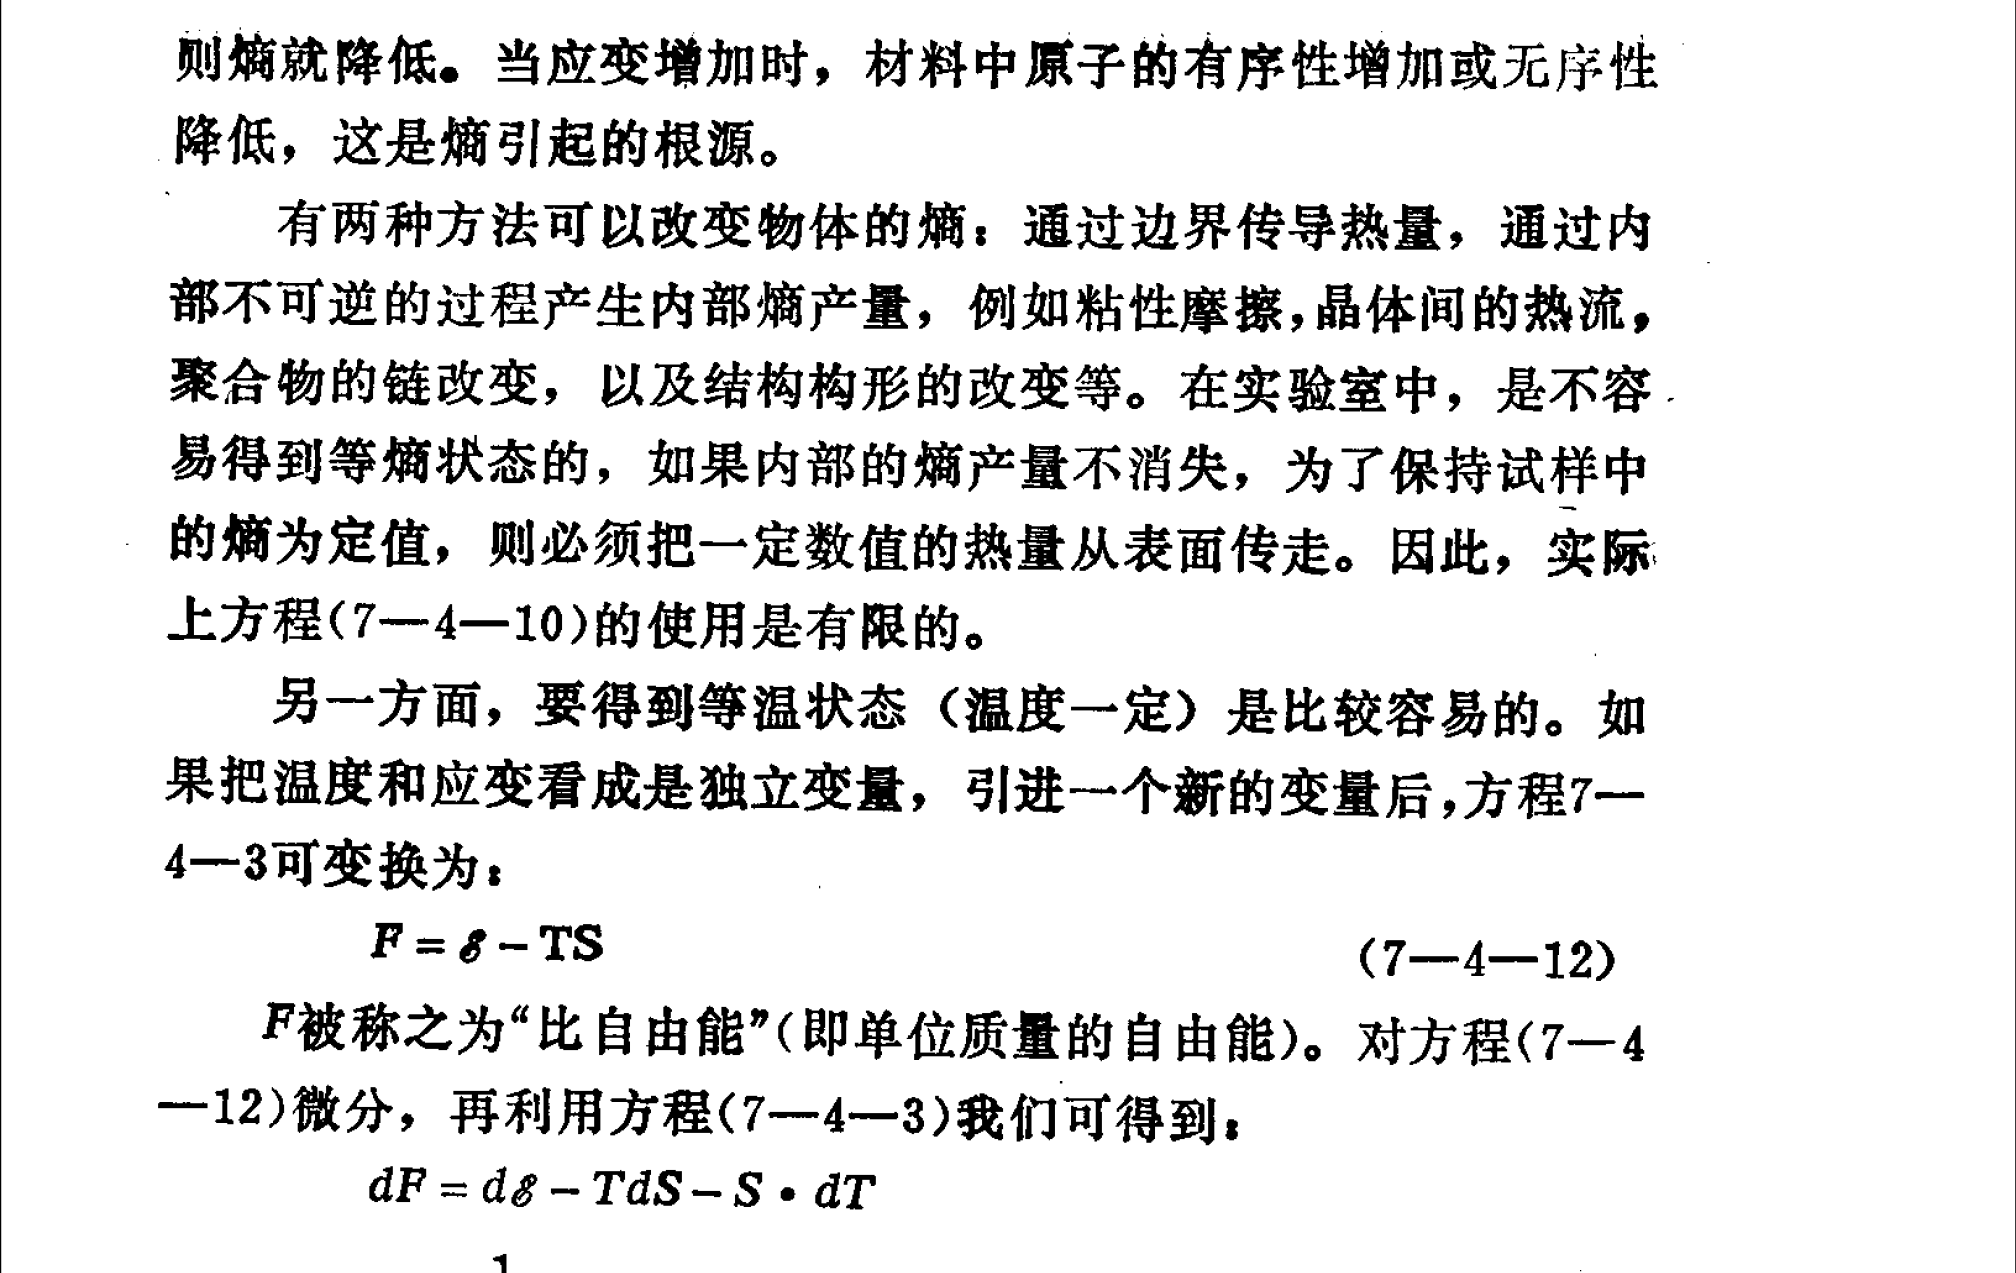 则熵就降低。当应变增加时，材料中原子的有序性增加或无序性
降低，这是熵引起的根源。
有两种方法可以改变物体的熵：通过边界传导热量，通过内
部不可逆的过程产生内部熵产量，例如粘性摩擦，晶体间的热流，
聚合物的链改变，以及结构构形的改变等。在实验室中，是不容
易得到等熵状态的，如果内部的熵产量不消失，为了保持试样中
的熵为定值，则必须把一定数值的热量从表面传走。因此，实际
上方程(7—4—10)的使用是有限的。
另一方面，要得到等温状态（温度一定）是比较容易的。如
果把温度和应变看成是独立变量，引进一个新的变量后，方程7—
4—3可变换为：
F = ℰ – TS (7—4—12)
F被称之为“比自由能”(即单位质量的自由能)。对方程(7—4
—12)微分，再利用方程(7—4—3)我们可得到：
dF = dℰ – TdS – S • dT
1